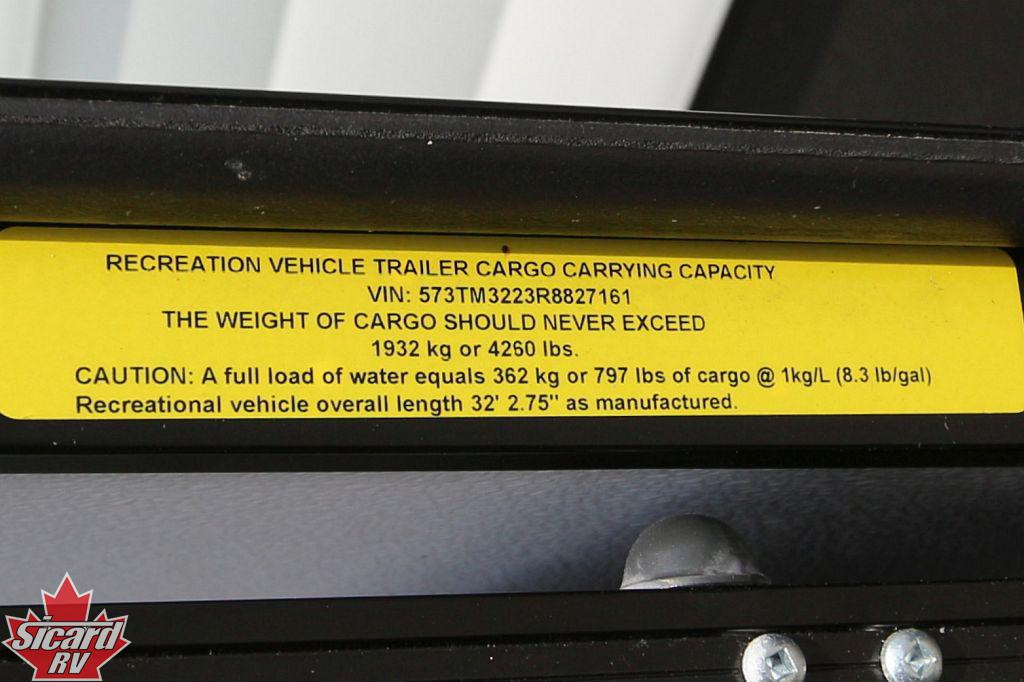 RECREATION VEHICLE TRAILER CARGO CARRYING CAPACITY
VIN: 573TM3223R8827161
THE WEIGHT OF CARGO SHOULD NEVER EXCEED
1932 kg or 4260 lbs.
CAUTION: A full load of water equals 362 kg or 797 lbs of cargo @ 1kg/L (8.3 lb/gal)
Recreational vehicle overall length 32' 2.75" as manufactured.
Sicard
RV